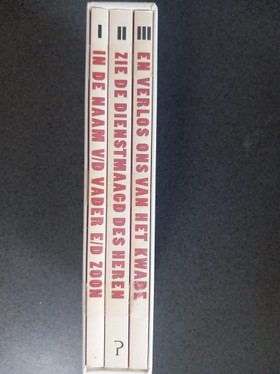 I IN DE NAAM V/D VADER E/D ZOON
II ZIE DE DIENSTMAAGD DES HEREN
III EN VERLOS ONS VAN HET KWADE